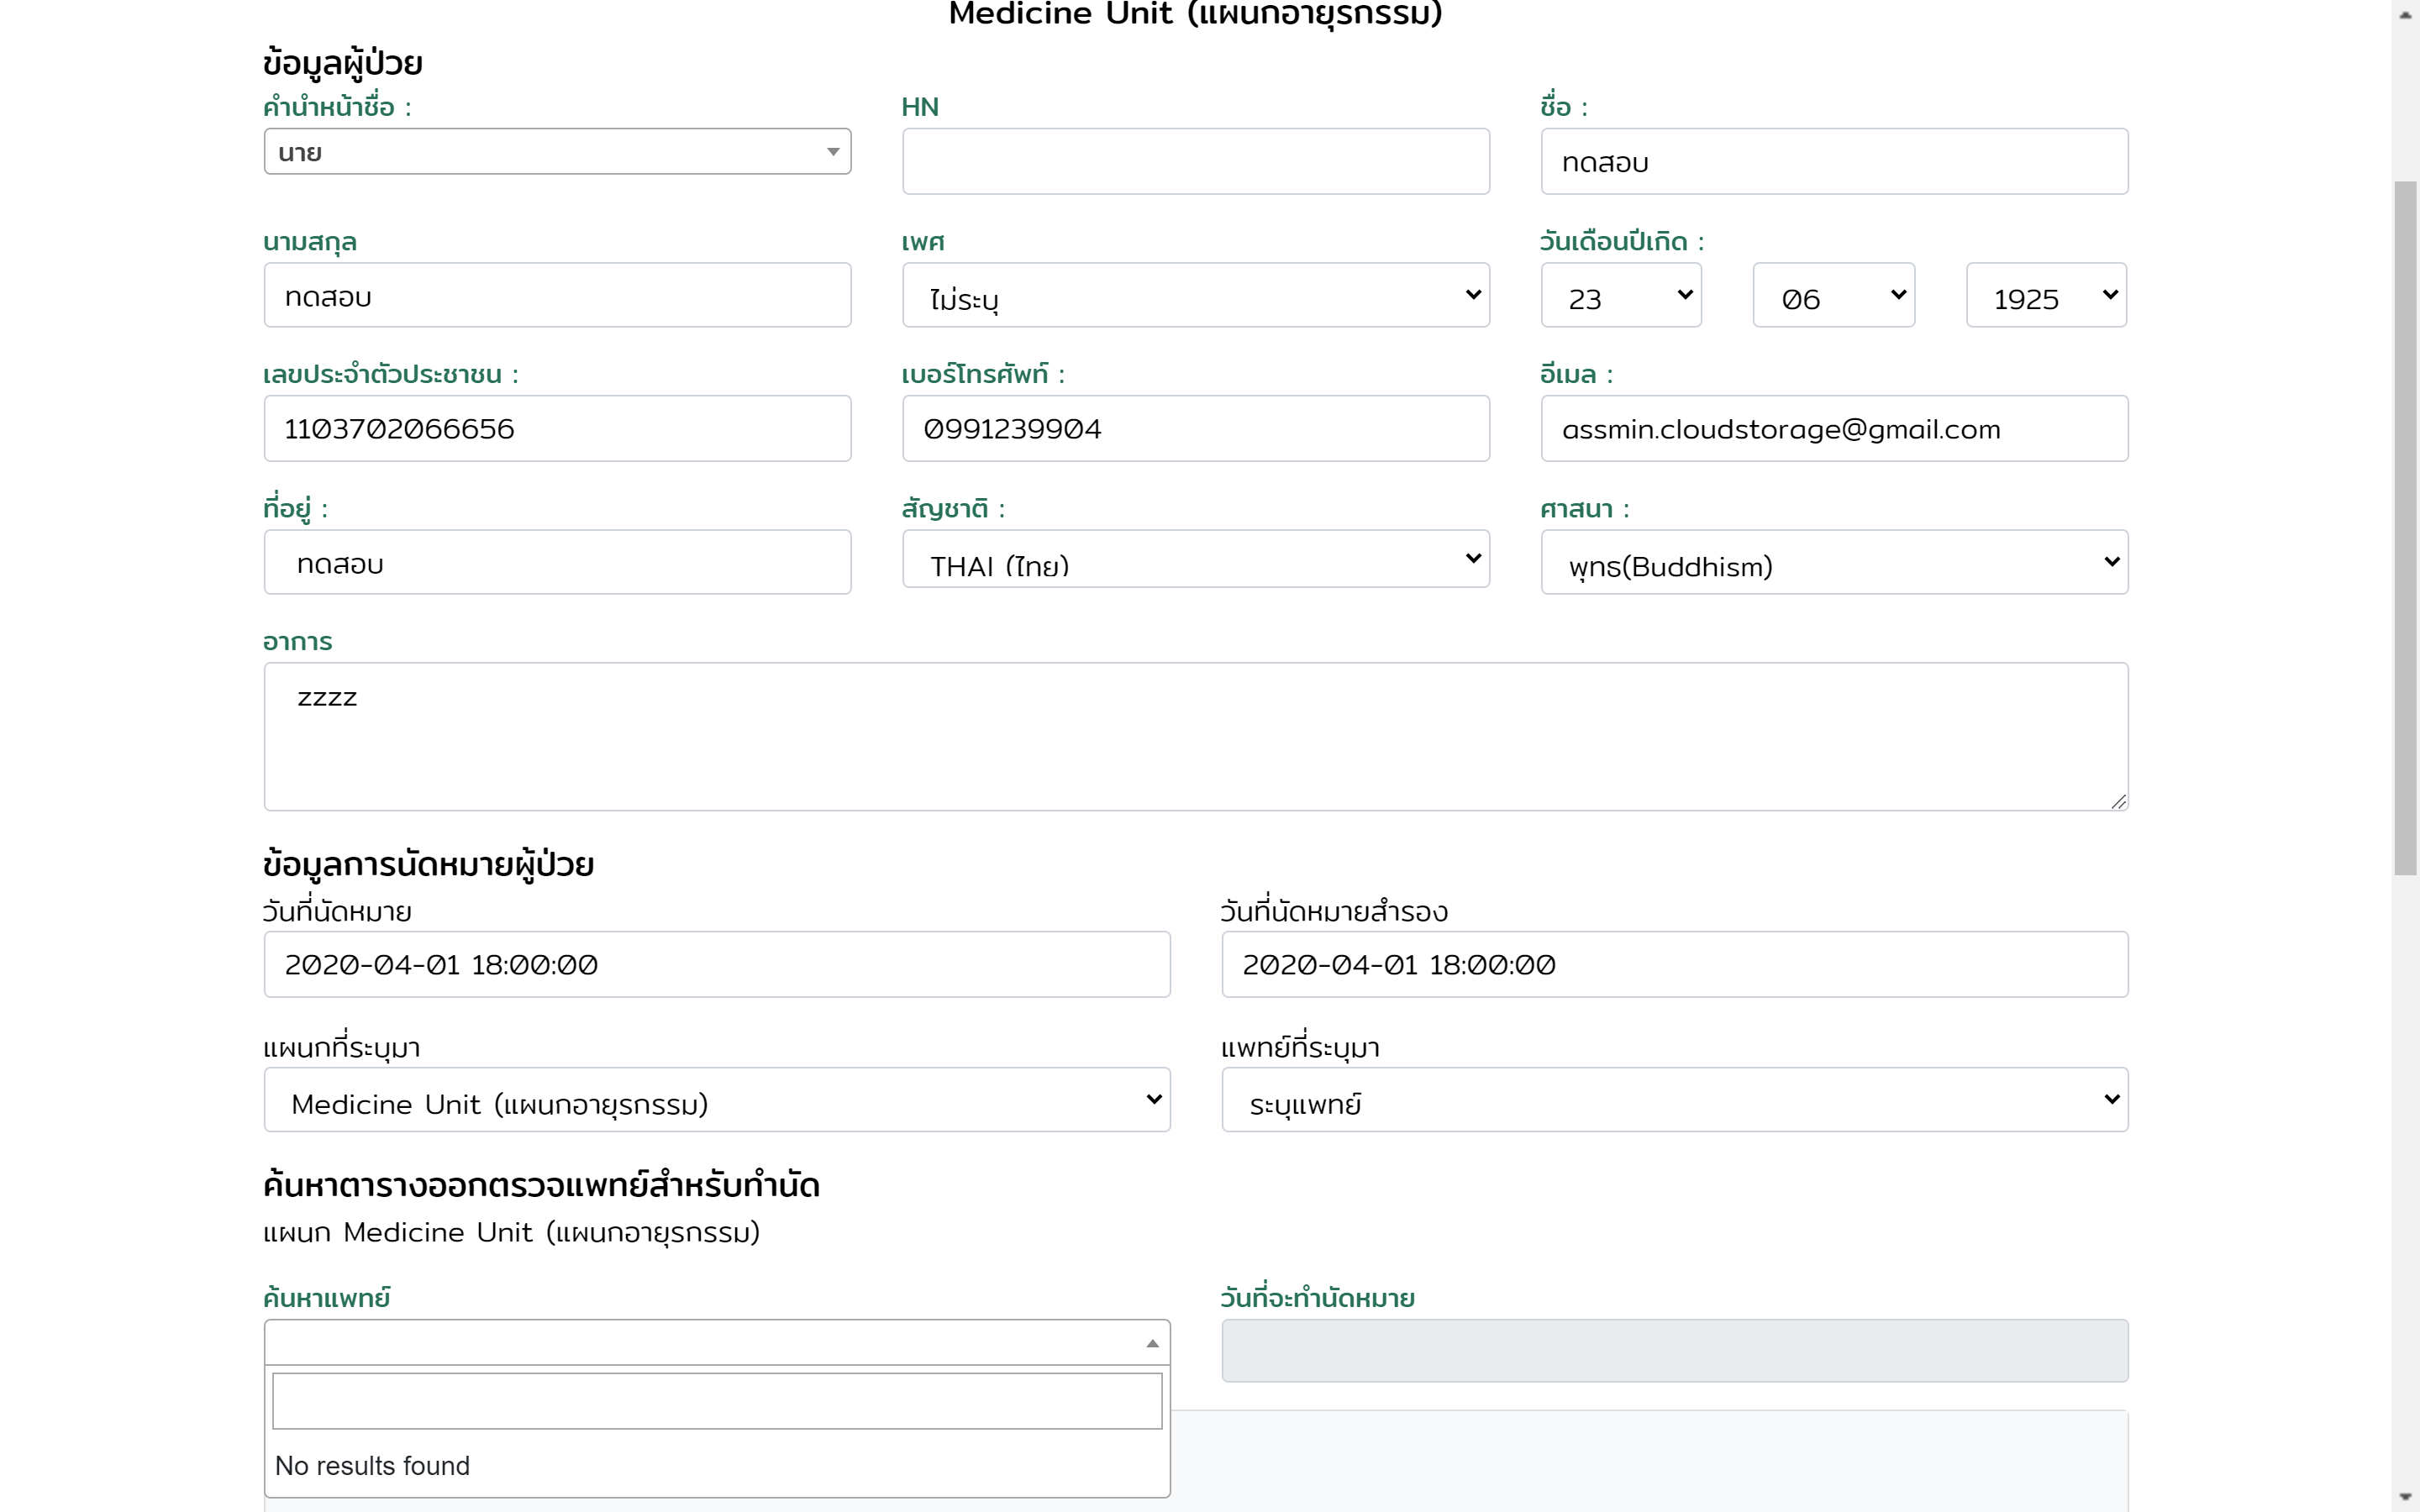 Medicine Unit (แผนกอายุรกรรม)
ข้อมูลผู้ป่วย
คำนำหน้าชื่อ :
HN
ชื่อ :
นาย
ทดสอบ
นามสกุล
เพศ
วันเดือนปีเกิด :
ทดสอบ
ไม่ระบุ
23
06
1925
เลขประจำตัวประชาชน :
เบอร์โทรศัพท์ :
อีเมล :
1103702066656
0991239904
assmin.cloudstorage@gmail.com
ที่อยู่ :
สัญชาติ :
ศาสนา :
ทดสอบ
THAI (ไทย)
พุทธ(Buddhism)
อาการ
zzzz
ข้อมูลการนัดหมายผู้ป่วย
วันที่นัดหมาย
วันที่นัดหมายสำรอง
2020-04-01 18:00:00
2020-04-01 18:00:00
แผนกที่ระบุมา
แพทย์ที่ระบุมา
Medicine Unit (แผนกอายุรกรรม)
ระบุแพทย์
ค้นหาตารางออกตรวจแพทย์สำหรับทำนัด
แผนก Medicine Unit (แผนกอายุรกรรม)
ค้นหาแพทย์
วันที่จะทำนัดหมาย
No results found